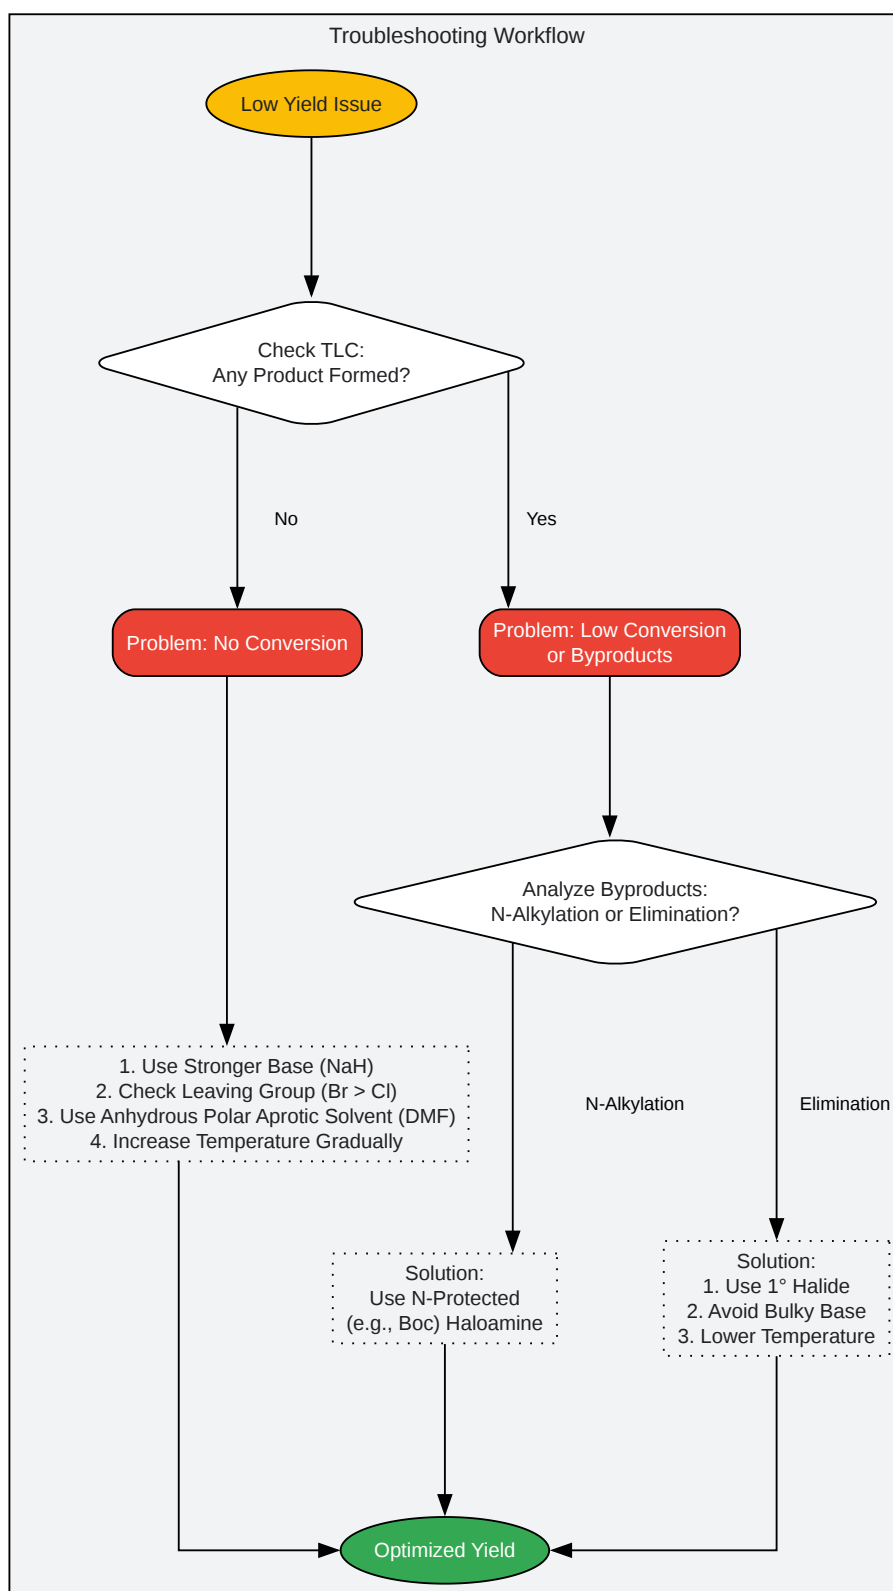 Troubleshooting Workflow
Low Yield Issue
Check TLC:
Any Product Formed?
No
Yes
Problem: No Conversion
Problem: Low Conversion
or Byproducts
Analyze Byproducts:
N-Alkylation or Elimination?
1. Use Stronger Base (NaH)
2. Check Leaving Group (Br > Cl)
3. Use Anhydrous Polar Aprotic Solvent (DMF)
4. Increase Temperature Gradually
N-Alkylation
Elimination
Solution:
Use N-Protected
(e.g., Boc) Haloamine
Solution:
1. Use 1° Halide
2. Avoid Bulky Base
3. Lower Temperature
Optimized Yield